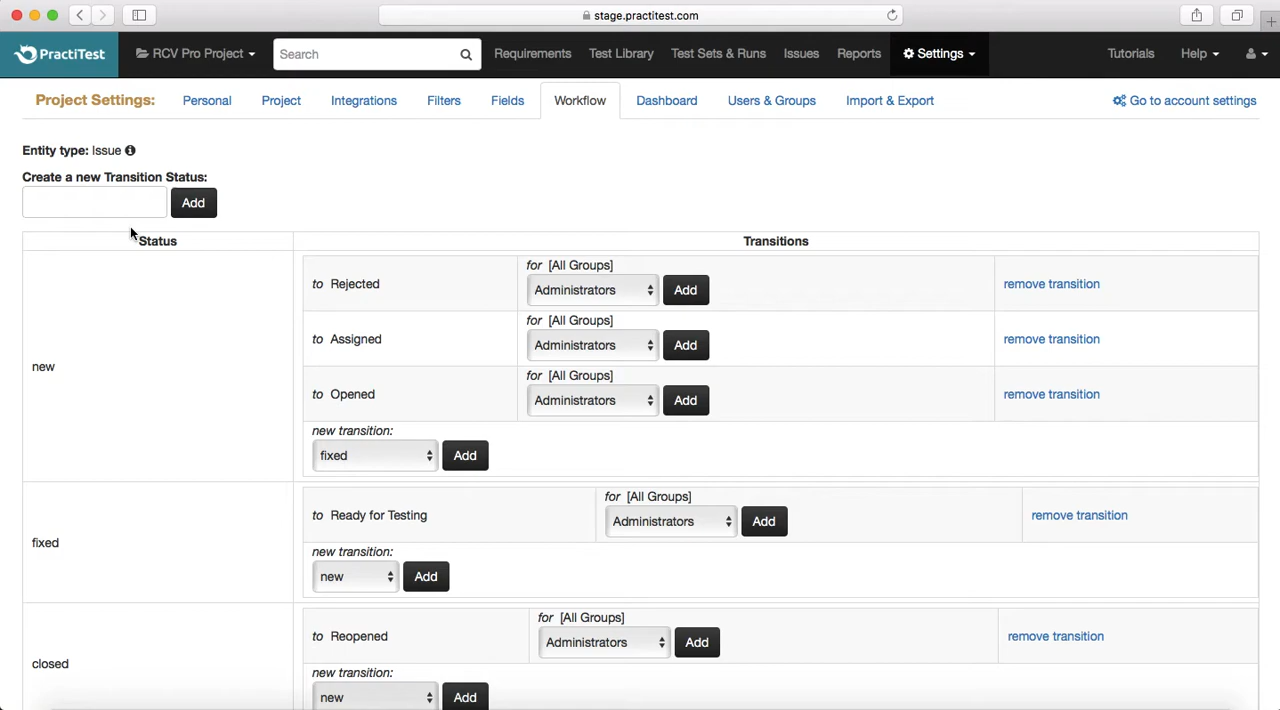 stage.practitest.com
PractiTest
RCV Pro Project
Search
Requirements
Test Library
Test Sets & Runs
Issues
Reports
Settings
Tutorials
Help
Project Settings:
Personal
Project
Integrations
Filters
Fields
Workflow
Dashboard
Users & Groups
Import & Export
Go to account settings
Entity type: Issue
Create a new Transition Status:
Add
Status
Transitions
new
to Rejected
for [All Groups]
Administrators
Add
remove transition
to Assigned
for [All Groups]
Administrators
Add
remove transition
to Opened
for [All Groups]
Administrators
Add
remove transition
new transition:
fixed
Add
fixed
to Ready for Testing
for [All Groups]
Administrators
Add
remove transition
new transition:
new
Add
closed
to Reopened
for [All Groups]
Administrators
Add
remove transition
new transition:
new
Add